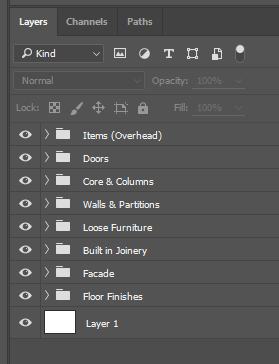 Layers Channels Paths
Kind
Normal Opacity: 100%
Lock: Fill: 100%
Items (Overhead)
Doors
Core & Columns
Walls & Partitions
Loose Furniture
Built in Joinery
Facade
Floor Finishes
Layer 1